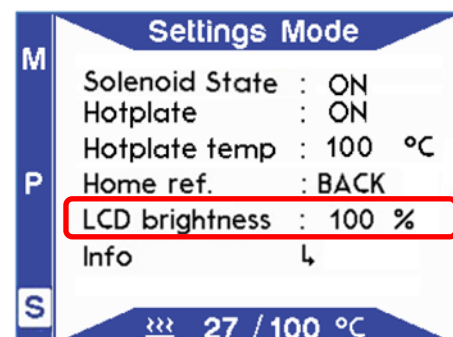 Settings Mode
M
Solenoid State : ON
Hotplate : ON
Hotplate temp : 100 °C
P
Home ref. : BACK
LCD brightness : 100 %
Info ↳
S
27 / 100 °C